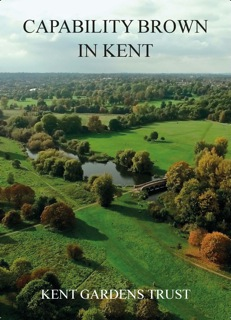 CAPABILITY BROWN
IN KENT
KENT GARDENS TRUST